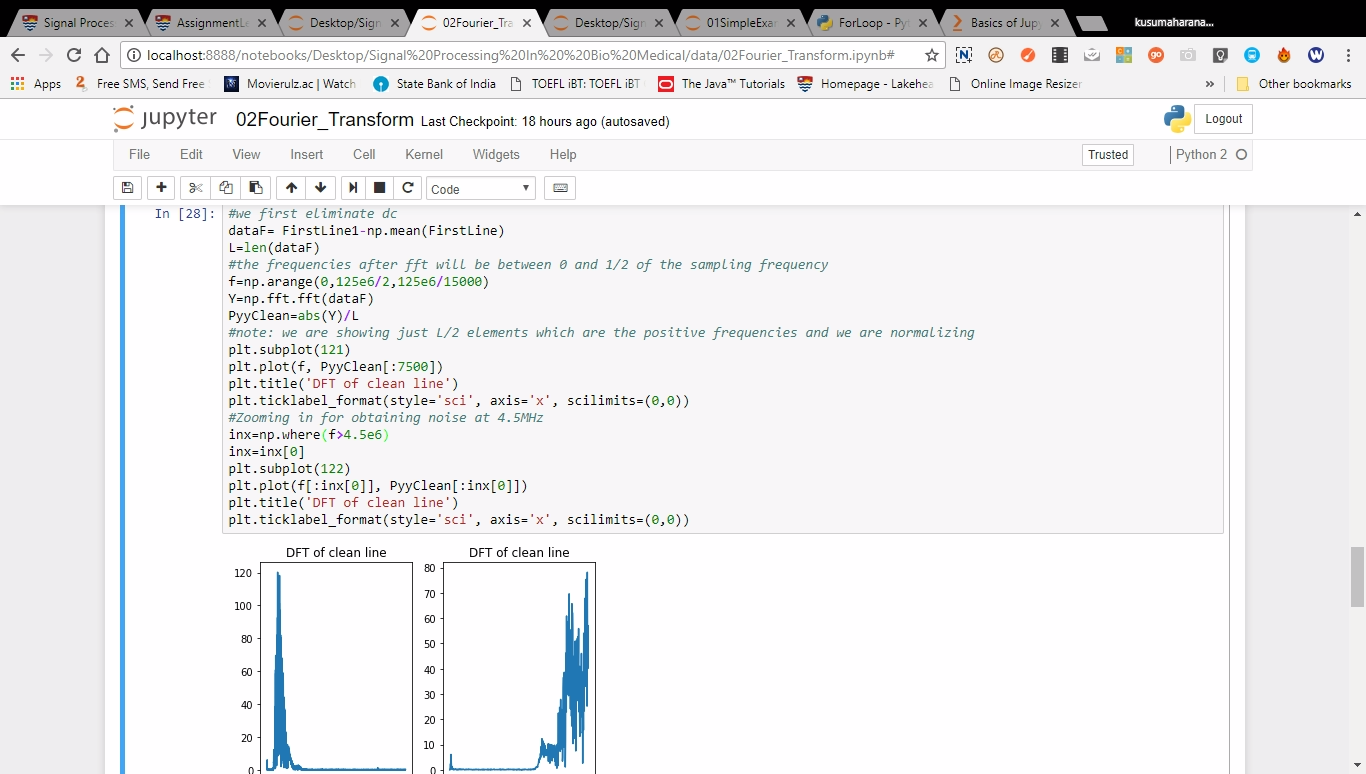 Signal Proces
AssignmentLe
Desktop/Sign
02Fourier_Tra
Desktop/Sign
01SimpleExar
ForLoop - Pyt
Basics of Jup
kusumaharana...
localhost:8888/notebooks/Desktop/Signal%20Processing%20In%20%20Bio%20Medical/data/02Fourier_Transform.ipynb#
Apps
Free SMS, Send Free
Movierulz.ac | Watch
State Bank of India
TOEFL iBT: TOEFL iBT
The Java™ Tutorials
Homepage - Lakehea
Online Image Resizer
»
Other bookmarks
jupyter 02Fourier_Transform Last Checkpoint: 18 hours ago (autosaved)
Logout
File Edit View Insert Cell Kernel Widgets Help
Trusted
Python 2
Code
In [28]: #we first eliminate dc
dataF= FirstLine1-np.mean(FirstLine)
L=len(dataF)
#the frequencies after fft will be between 0 and 1/2 of the sampling frequency
f=np.arange(0,125e6/2,125e6/15000)
Y=np.fft.fft(dataF)
PyyClean=abs(Y)/L
#note: we are showing just L/2 elements which are the positive frequencies and we are normalizing
plt.subplot(121)
plt.plot(f, PyyClean[:7500])
plt.title('DFT of clean line')
plt.ticklabel_format(style='sci', axis='x', scilimits=(0,0))
#Zooming in for obtaining noise at 4.5MHz
inx=np.where(f>4.5e6)
inx=inx[0]
plt.subplot(122)
plt.plot(f[:inx[0]], PyyClean[:inx[0]])
plt.title('DFT of clean line')
plt.ticklabel_format(style='sci', axis='x', scilimits=(0,0))
DFT of clean line
120
100
80
60
40
20
0
DFT of clean line
80
70
60
50
40
30
20
10
0